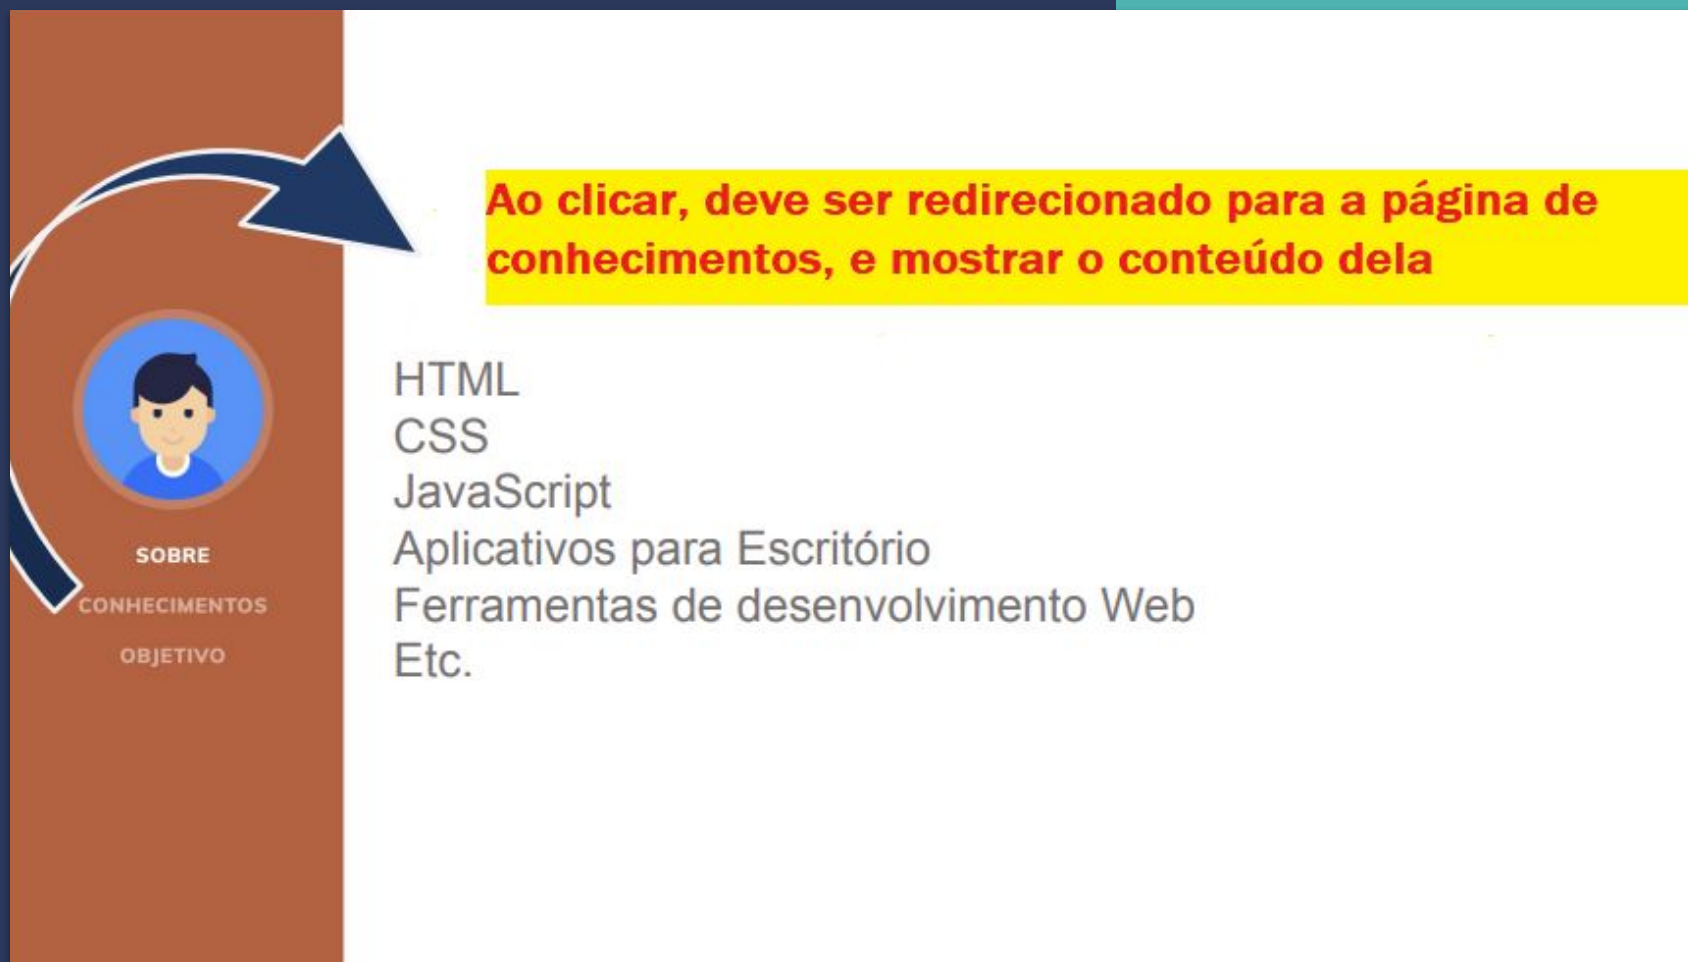 Ao clicar, deve ser redirecionado para a página de
conhecimentos, e mostrar o conteúdo dela
HTML
CSS
JavaScript
Aplicativos para Escritório
Ferramentas de desenvolvimento Web
Etc.
SOBRE
CONHECIMENTOS
OBJETIVO